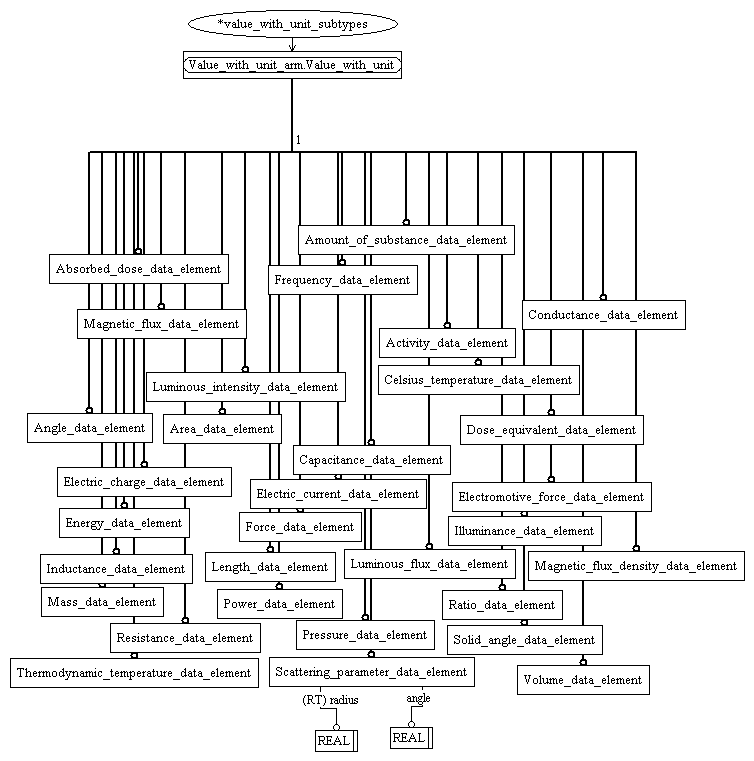 *value_with_unit_subtypes
Value_with_unit_arm.Value_with_unit
1
Amount_of_substance_data_element
Absorbed_dose_data_element
Frequency_data_element
Conductance_data_element
Magnetic_flux_data_element
Activity_data_element
Celsius_temperature_data_element
Luminous_intensity_data_element
Angle_data_element
Area_data_element
Dose_equivalent_data_element
Capacitance_data_element
Electric_charge_data_element
Electric_current_data_element
Electromotive_force_data_element
Energy_data_element
Force_data_element
Illuminance_data_element
Inductance_data_element
Length_data_element
Luminous_flux_data_element
Magnetic_flux_density_data_element
Mass_data_element
Power_data_element
Ratio_data_element
Resistance_data_element
Pressure_data_element
Solid_angle_data_element
Thermodynamic_temperature_data_element
Scattering_parameter_data_element
Volume_data_element
(RT) radius
angle
REAL
REAL